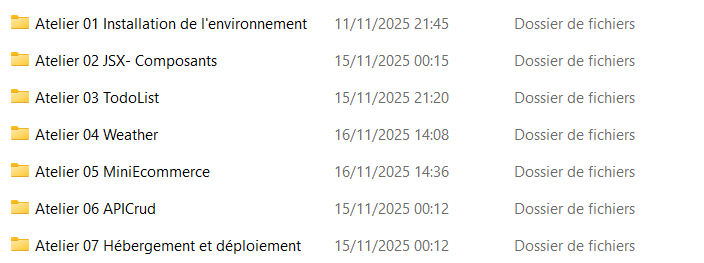 Atelier 01 Installation de l'environnement 11/11/2025 21:45 Dossier de fichiers
Atelier 02 JSX- Composants 15/11/2025 00:15 Dossier de fichiers
Atelier 03 TodoList 15/11/2025 21:20 Dossier de fichiers
Atelier 04 Weather 16/11/2025 14:08 Dossier de fichiers
Atelier 05 MiniEcommerce 16/11/2025 14:36 Dossier de fichiers
Atelier 06 APICrud 15/11/2025 00:12 Dossier de fichiers
Atelier 07 Hébergement et déploiement 15/11/2025 00:12 Dossier de fichiers